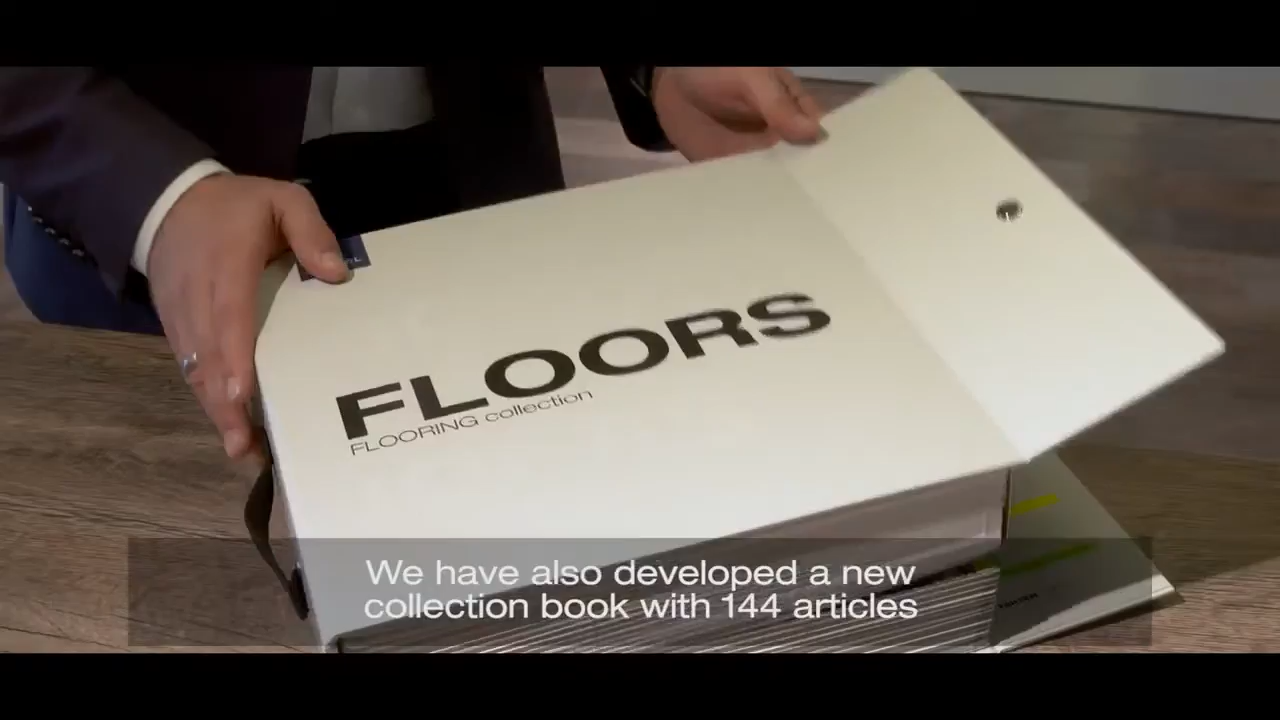 FLOORS
FLOORING collection
We have also developed a new
collection book with 144 articles